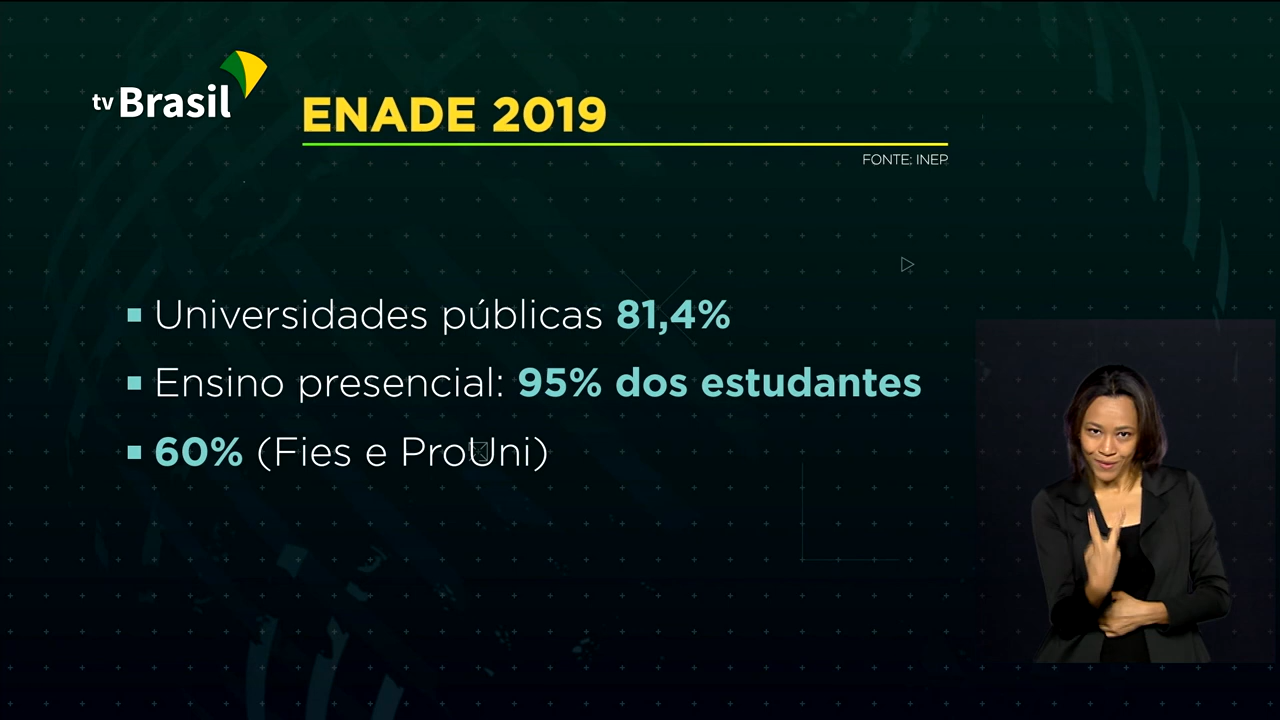 tv Brasil
ENADE 2019
FONTE: INEP
Universidades públicas 81,4%
Ensino presencial: 95% dos estudantes
60% (Fies e ProUni)